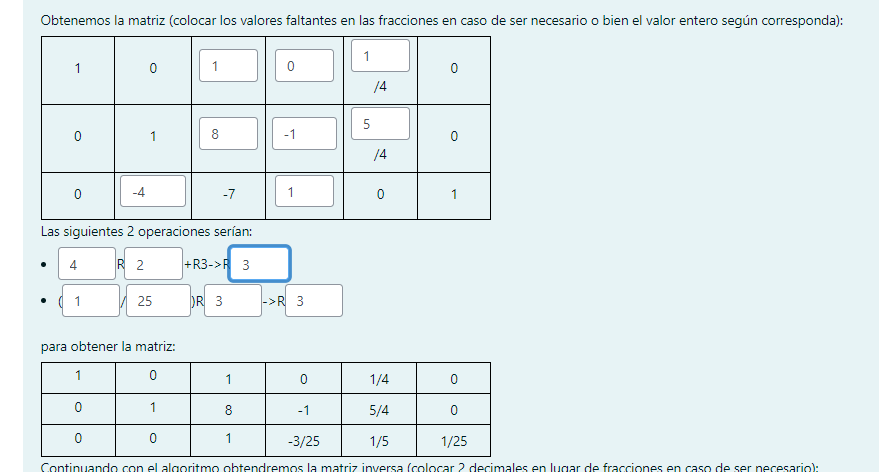 Obtenemos la matriz (colocar los valores faltantes en las fracciones en caso de ser necesario o bien el valor entero según corresponda):
1 0 1 0 1 /4 0
0 1 8 -1 5 /4 0
0 -4 -7 1 0 1
Las siguientes 2 operaciones serían:
• 4 R 2 +R3->R 3
• ( 1 / 25 )R 3 ->R 3
para obtener la matriz:
1 0 1 0 1/4 0
0 1 8 -1 5/4 0
0 0 1 -3/25 1/5 1/25
Continuando con el algoritmo obtendremos la matriz inversa (colocar 2 decimales en lugar de fracciones en caso de ser necesario):